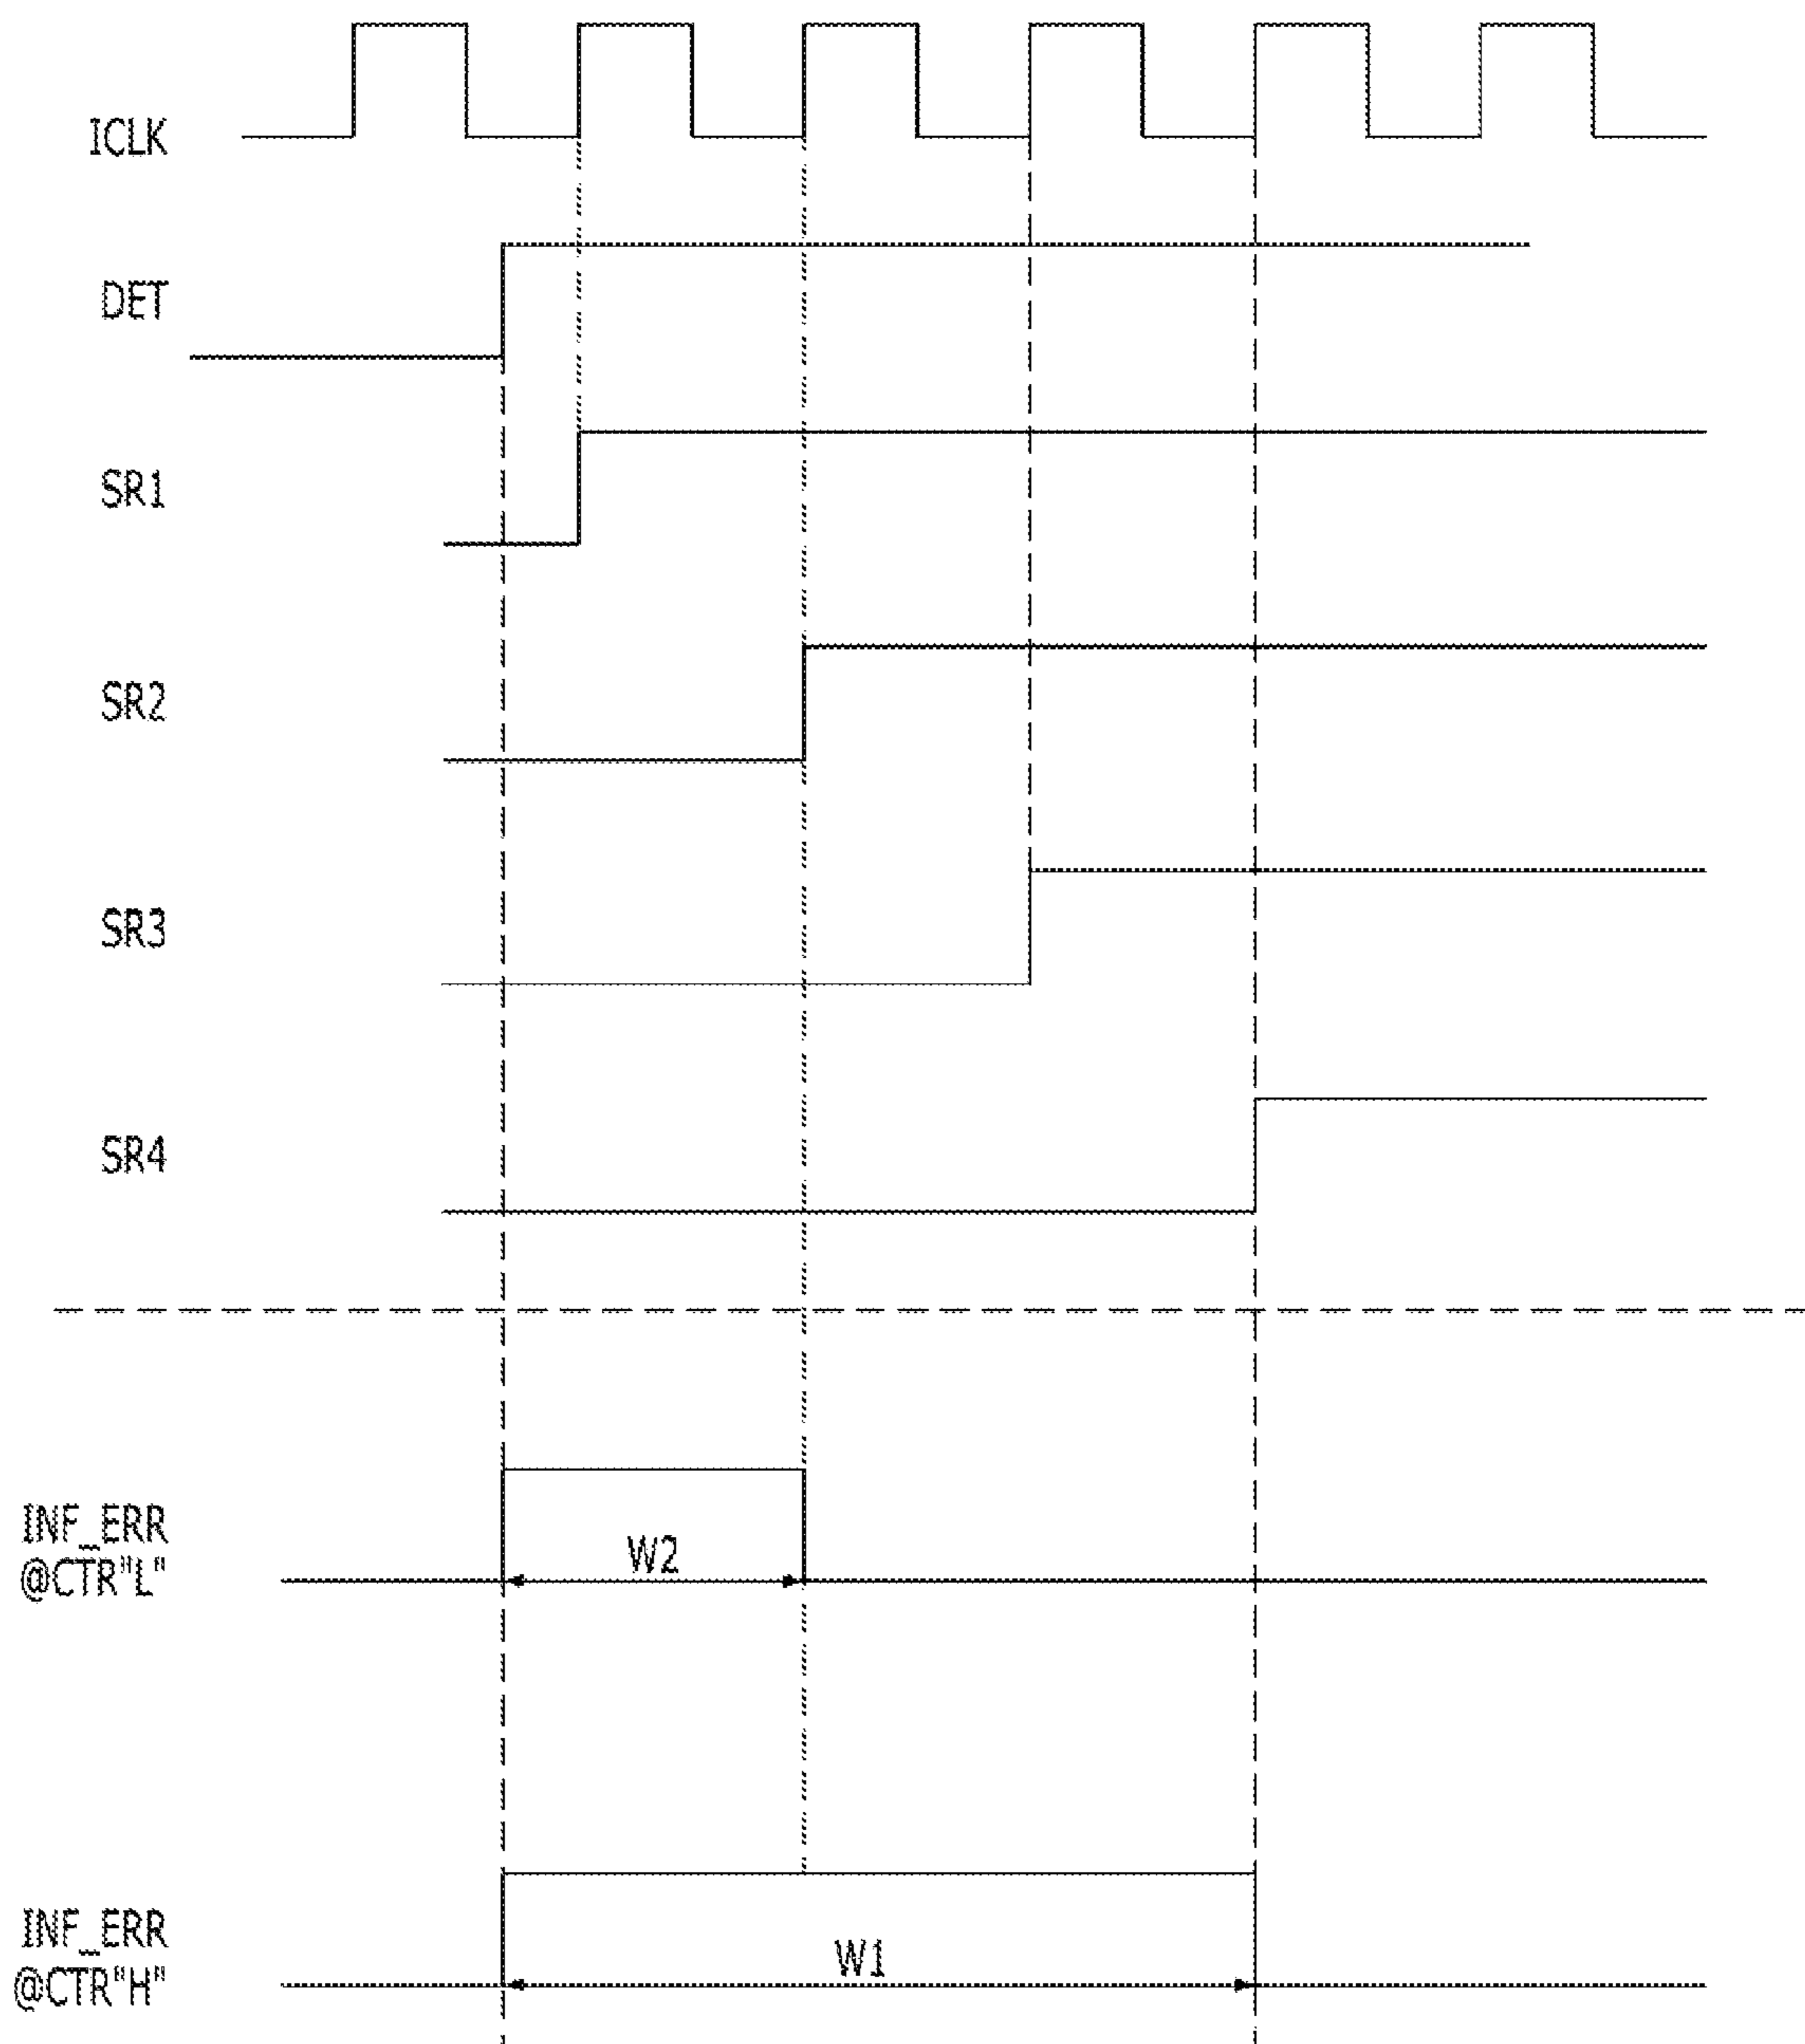 ICLK
DET
SR1
SR2
SR3
SR4
INF_ERR
@CTR"L"
W2
INF_ERR
@CTR"H"
W1